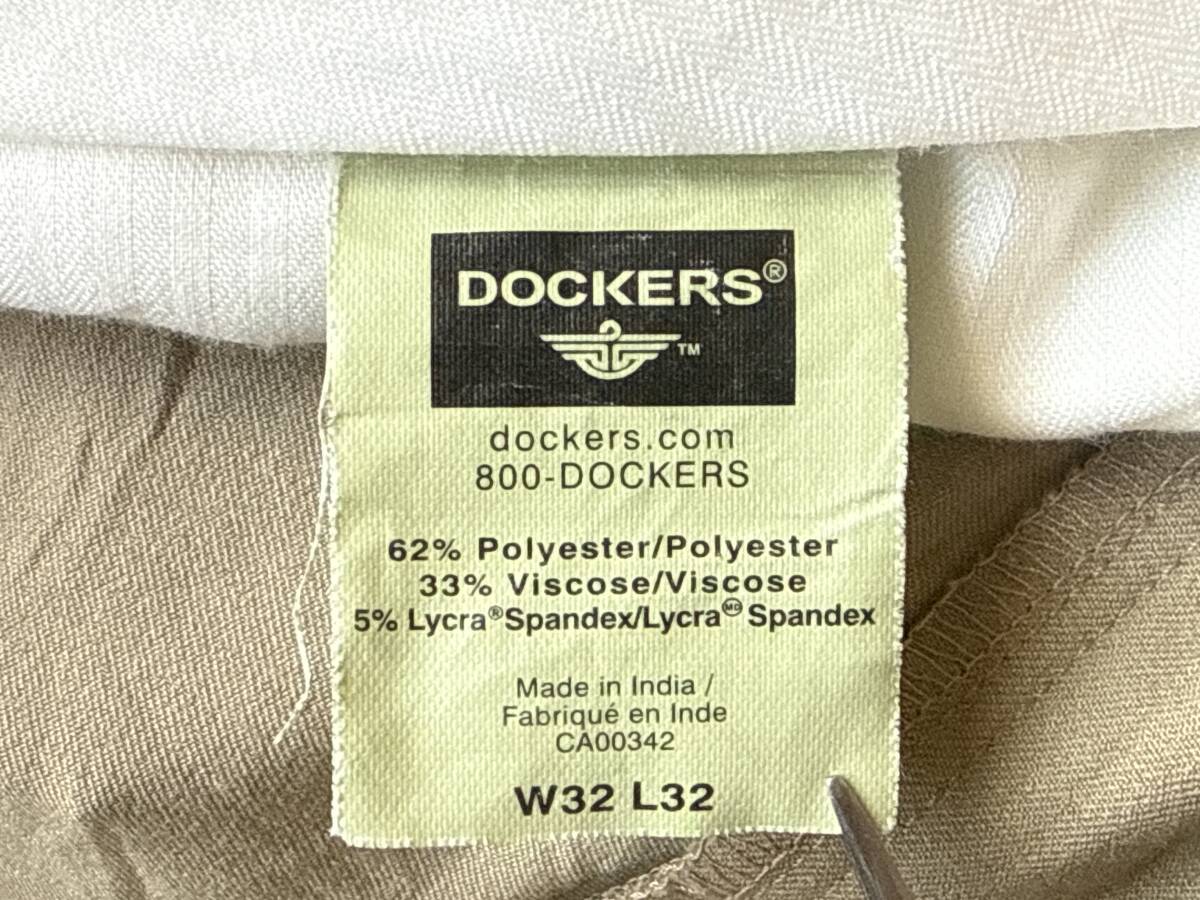 DOCKERS®
TM
dockers.com
800-DOCKERS
62% Polyester/Polyester
33% Viscose/Viscose
5% Lycra®Spandex/Lycra MD Spandex
Made in India /
Fabriqué en Inde
CA00342
W32 L32